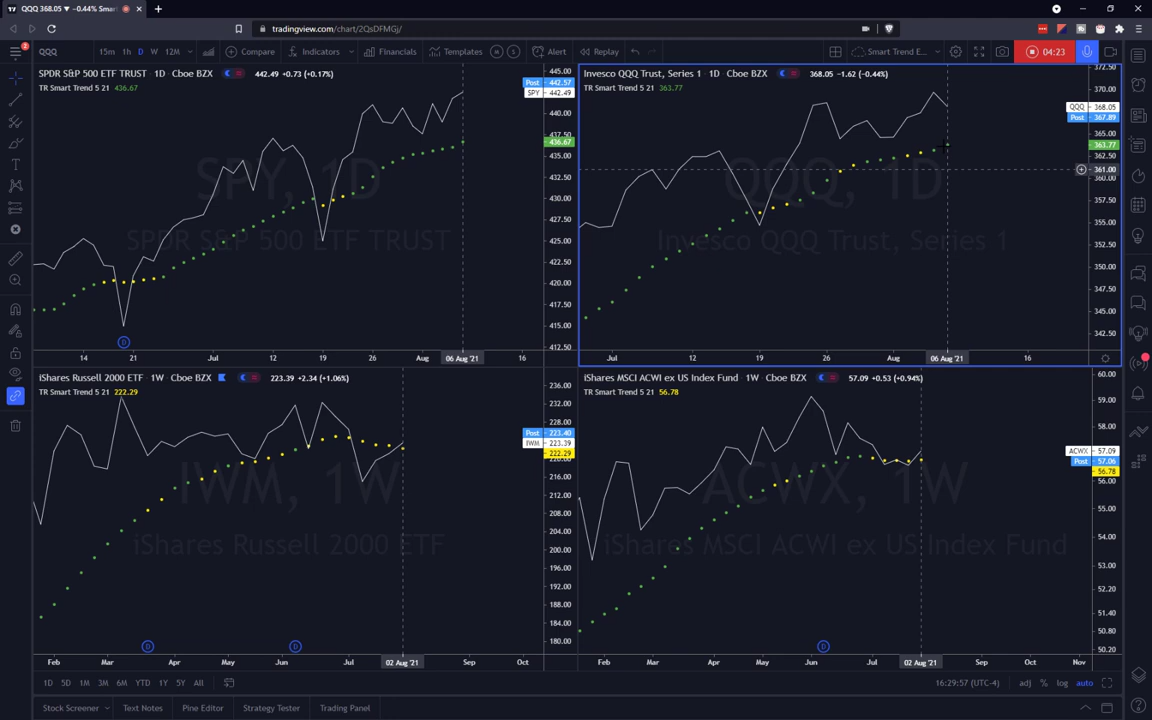 QQQ 368.05 ▼ −0.44% Smar
tradingview.com/chart/2QsDFMGj/
QQQ
15m 1h D W 12M
Compare
Indicators
Financials
Templates
Alert
Replay
Smart Trend E...
04:23
SPDR S&P 500 ETF TRUST · 1D · Cboe BZX 442.49 +0.73 (+0.17%)
TR Smart Trend 5 21 436.67
SPY, 1D
SPDR S&P 500 ETF TRUST
445.00
Post 442.57
SPY 442.49
440.00
437.50
436.67
435.00
432.50
430.00
427.50
425.00
422.50
420.00
417.50
415.00
412.50
14 21 Jul 12 19 26 Aug 06 Aug '21 16
Invesco QQQ Trust, Series 1 · 1D · Cboe BZX 368.05 −1.62 (−0.44%)
TR Smart Trend 5 21 363.77
QQQ, 1D
Invesco QQQ Trust, Series 1
372.50
370.00
QQQ 368.05
Post 367.89
365.00
363.77
362.50
361.00
360.00
357.50
355.00
352.50
350.00
347.50
345.00
342.50
Jul 12 19 26 Aug 06 Aug '21 16
iShares Russell 2000 ETF · 1W · Cboe BZX 223.39 +2.34 (+1.06%)
TR Smart Trend 5 21 222.29
IWM, 1W
iShares Russell 2000 ETF
236.00
232.00
228.00
Post 223.40
IWM 223.39
222.29
216.00
212.00
208.00
204.00
200.00
196.00
192.00
188.00
184.00
180.00
Feb Mar Apr May Jun Jul 02 Aug '21 Sep Oct
iShares MSCI ACWI ex US Index Fund · 1W · Cboe BZX 57.09 +0.53 (+0.94%)
TR Smart Trend 5 21 56.78
ACWX, 1W
iShares MSCI ACWI ex US Index Fund
60.00
59.00
58.00
ACWX 57.09
Post 57.06
56.78
56.00
55.00
54.00
53.00
52.20
51.40
50.80
50.20
Feb Mar Apr May Jun Jul 02 Aug '21 Sep Oct Nov
1D 5D 1M 3M 6M YTD 1Y 5Y All
16:29:57 (UTC-4) adj % log auto
Stock Screener Text Notes Pine Editor Strategy Tester Trading Panel